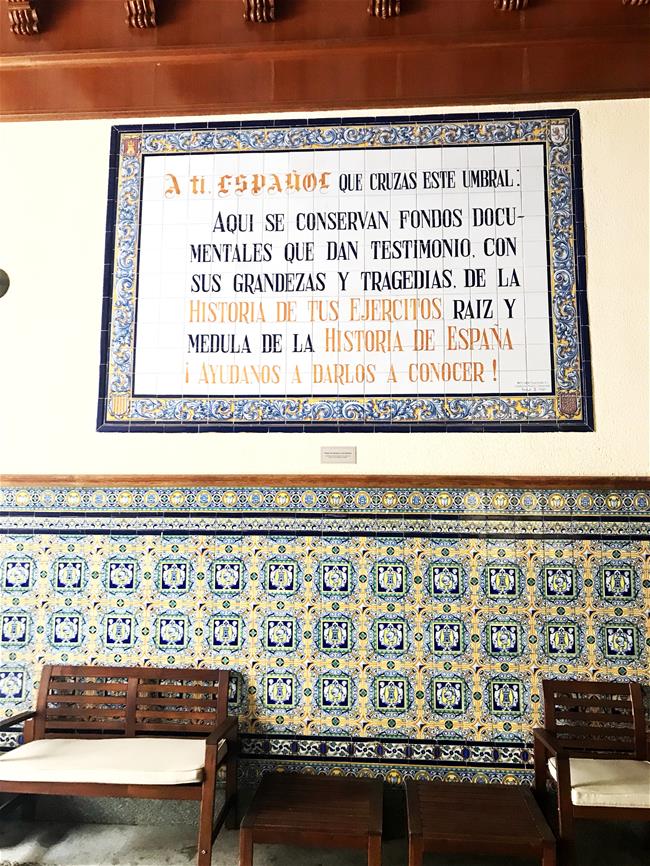 A ti, ESPAÑOL QUE CRUZAS ESTE UMBRAL:
AQUI SE CONSERVAN FONDOS DOCU-
MENTALES QUE DAN TESTIMONIO, CON
SUS GRANDEZAS Y TRAGEDIAS, DE LA
HISTORIA DE TUS EJERCITOS RAIZ Y
MEDULA DE LA HISTORIA DE ESPAÑA
¡AYUDANOS A DARLOS A CONOCER!